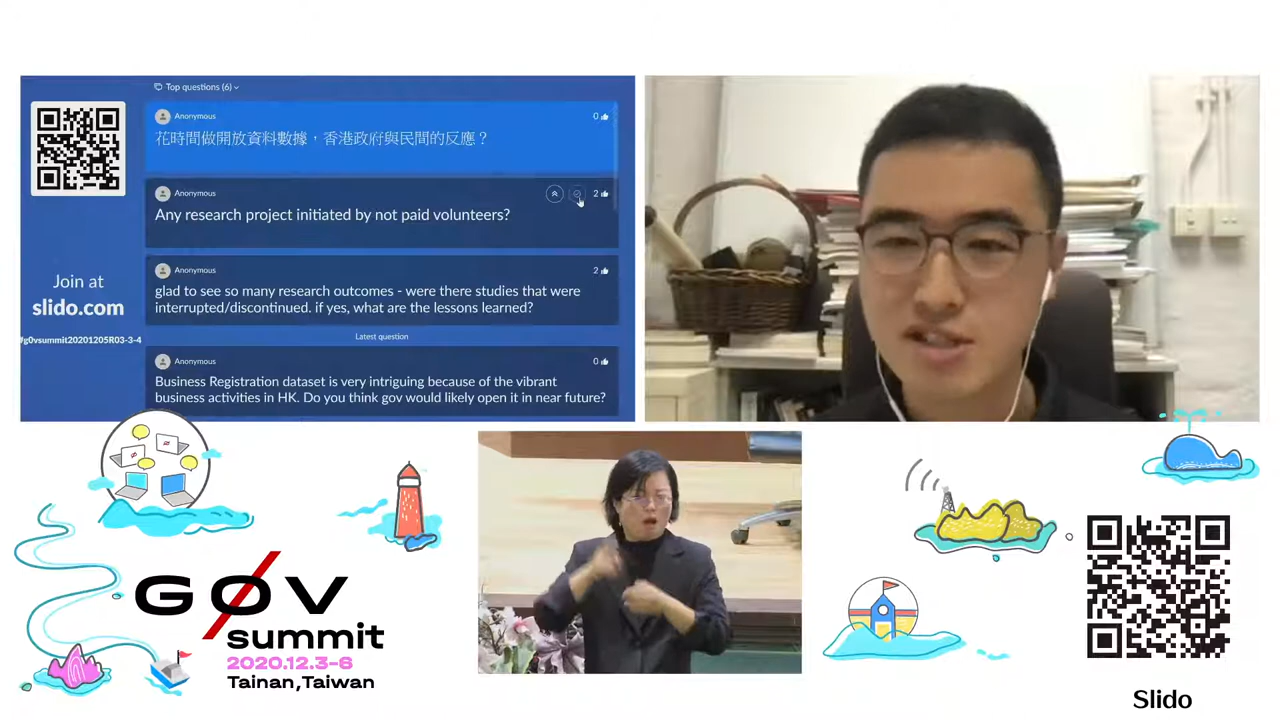 Top questions (6)
Anonymous
0
花時間做開放資料數據，香港政府與民間的反應？
Anonymous
2
Any research project initiated by not paid volunteers?
Anonymous
2
glad to see so many research outcomes - were there studies that were
interrupted/discontinued. if yes, what are the lessons learned?
Latest question
Anonymous
0
Business Registration dataset is very intriguing because of the vibrant
business activities in HK. Do you think gov would likely open it in near future?
Join at
slido.com
#g0vsummit20201205R03-3-4
GØV
summit
2020.12.3-6
Tainan,Taiwan
Slido